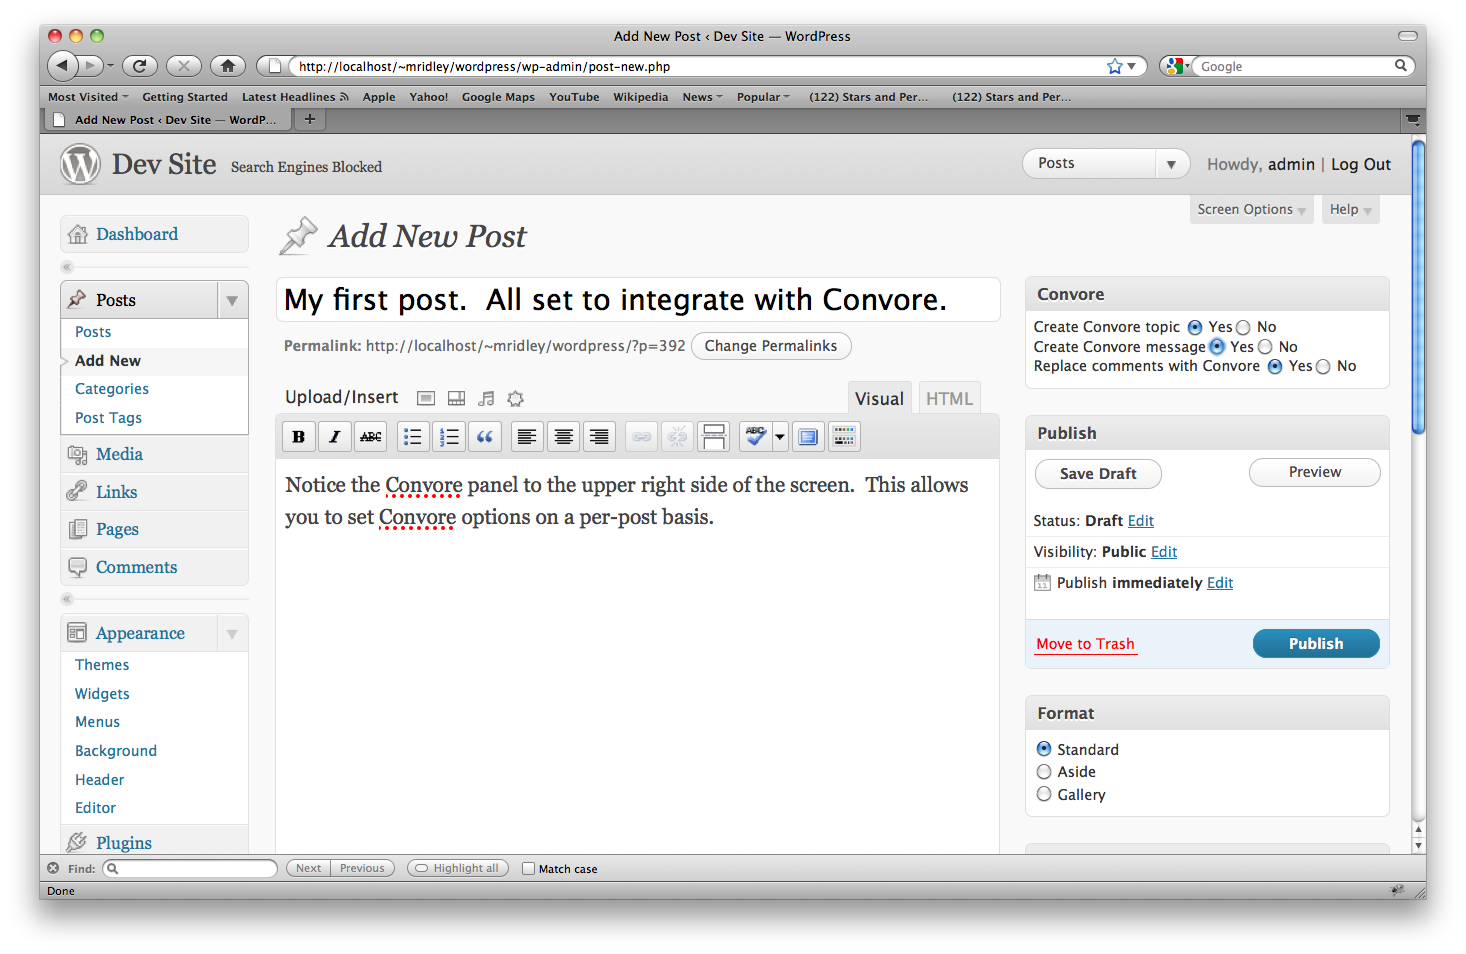 Add New Post ‹ Dev Site — WordPress
http://localhost/~mridley/wordpress/wp-admin/post-new.php
Google
Most Visited Getting Started Latest Headlines Apple Yahoo! Google Maps YouTube Wikipedia News Popular (122) Stars and Per... (122) Stars and Per...
Add New Post ‹ Dev Site — WordP... +
Dev Site Search Engines Blocked
Posts
Howdy, admin | Log Out
Screen Options Help
Dashboard
Posts
Posts
Add New
Categories
Post Tags
Media
Links
Pages
Comments
Appearance
Themes
Widgets
Menus
Background
Header
Editor
Plugins
Add New Post
My first post.  All set to integrate with Convore.
Permalink: http://localhost/~mridley/wordpress/?p=392 Change Permalinks
Upload/Insert
Visual HTML
B I ABC ABC
Notice the Convore panel to the upper right side of the screen.  This allows
you to set Convore options on a per-post basis.
Convore
Create Convore topic Yes No
Create Convore message Yes No
Replace comments with Convore Yes No
Publish
Save Draft Preview
Status: Draft Edit
Visibility: Public Edit
Publish immediately Edit
Move to Trash Publish
Format
Standard
Aside
Gallery
Find: Next Previous Highlight all Match case
Done